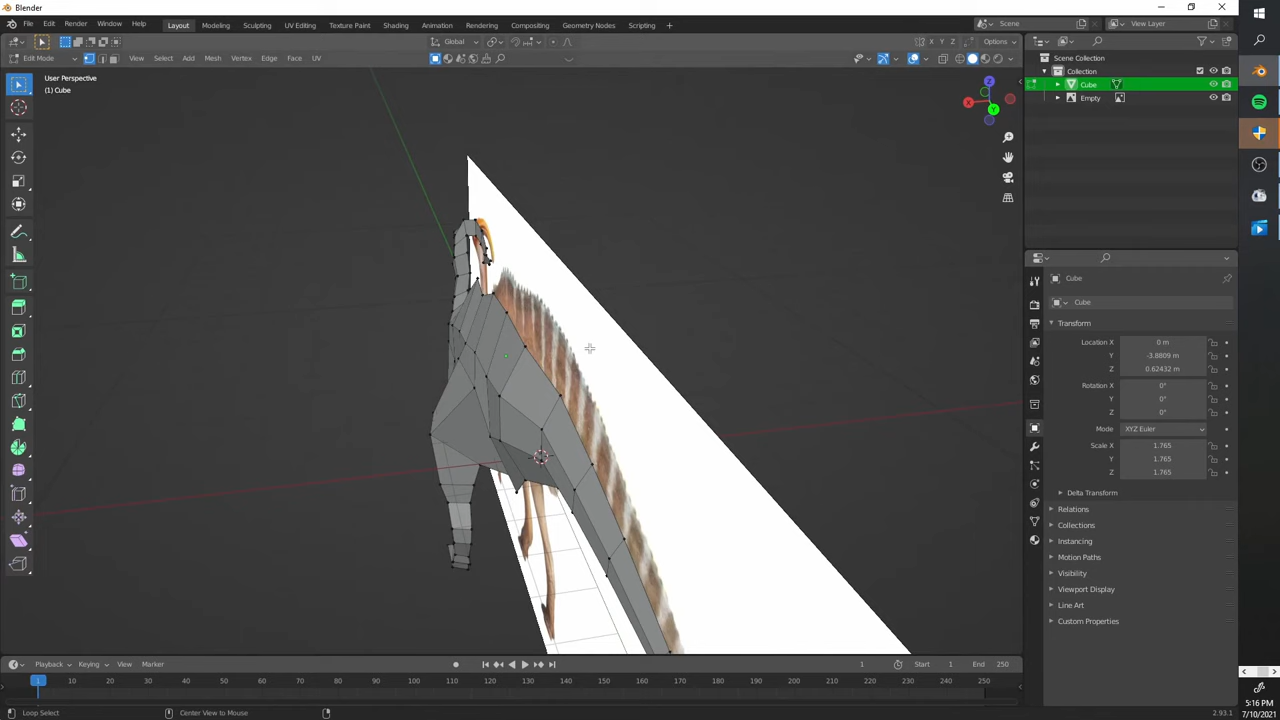 Blender
File Edit Render Window Help Layout Modeling Sculpting UV Editing Texture Paint Shading Animation Rendering Compositing Geometry Nodes Scripting + Scene View Layer
Global X Y Z Options
Edit Mode View Select Add Mesh Vertex Edge Face UV
User Perspective
(1) Cube
Z
X
Y
Scene Collection
Collection
Cube
Empty
Cube
Cube
Transform
Location X 0 m
Y -3.8809 m
Z 0.62432 m
Rotation X 0°
Y 0°
Z 0°
Mode XYZ Euler
Scale X 1.765
Y 1.765
Z 1.765
Delta Transform
Relations
Collections
Instancing
Motion Paths
Visibility
Viewport Display
Line Art
Custom Properties
Playback Keying View Marker 1 Start 1 End 250
1 10 20 30 40 50 60 70 80 90 100 110 120 130 140 150 160 170 180 190 200 210 220 230 240 250
Loop Select Center View to Mouse 2.93.1
5:16 PM
7/10/2021